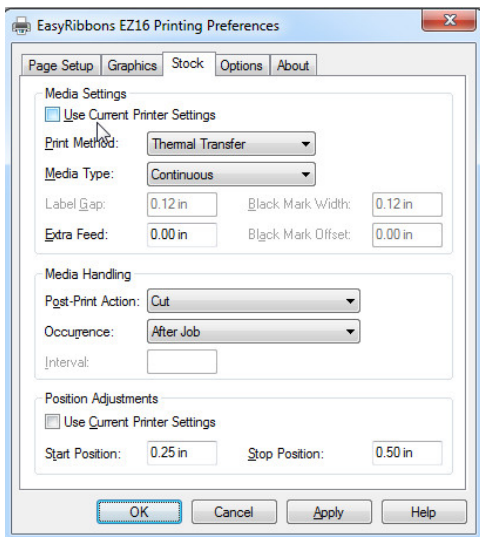 EasyRibbons EZ16 Printing Preferences
Page Setup Graphics Stock Options About
Media Settings
Use Current Printer Settings
Print Method: Thermal Transfer
Media Type: Continuous
Label Gap: 0.12 in Black Mark Width: 0.12 in
Extra Feed: 0.00 in Black Mark Offset: 0.00 in
Media Handling
Post-Print Action: Cut
Occurrence: After Job
Interval:
Position Adjustments
Use Current Printer Settings
Start Position: 0.25 in Stop Position: 0.50 in
OK Cancel Apply Help